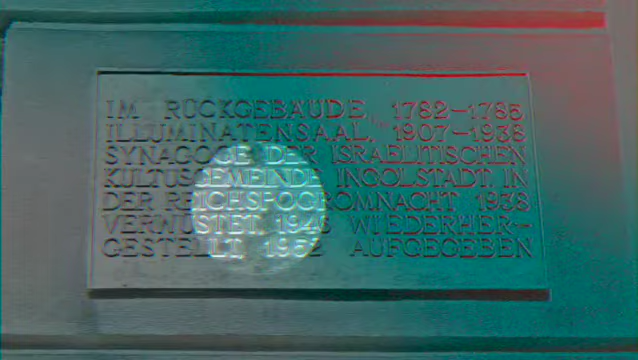 IM RÜCKGEBÄUDE 1782-1785
ILLUMINATENSAAL, 1907-1938
SYNAGOGE DER ISRAELITISCHEN
KULTUSGEMEINDE INGOLSTADT. IN
DER REICHSPOGROMNACHT 1938
VERWÜSTET. 1946 WIEDERHER-
GESTELLT 1952 AUFGEGEBEN